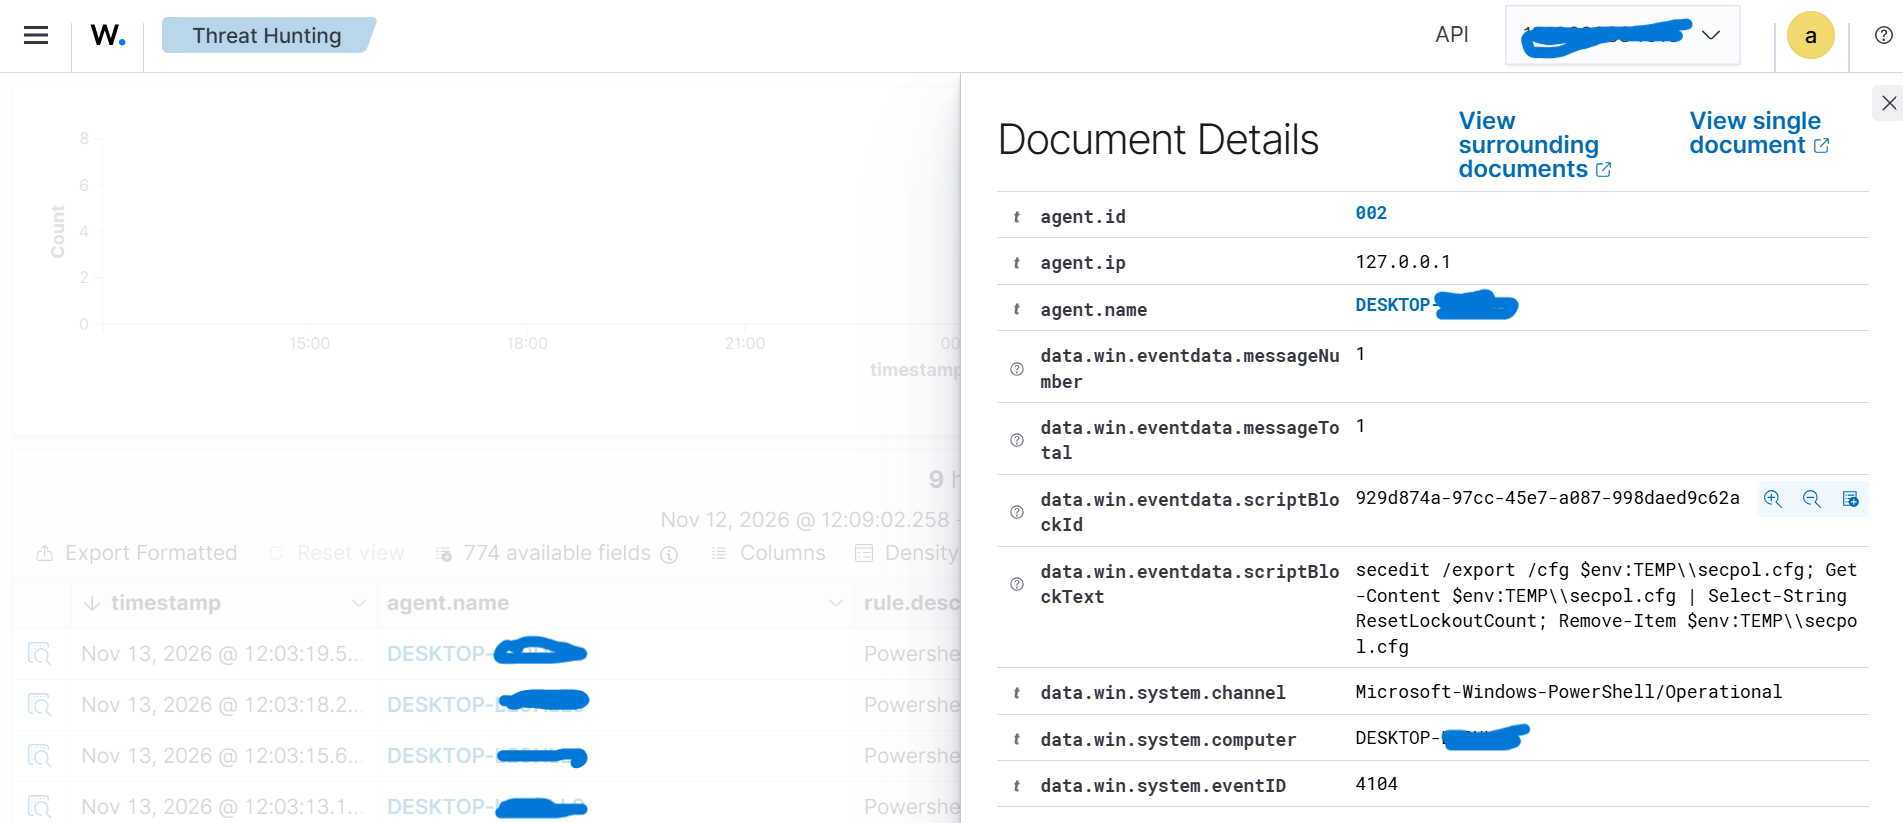 W.
Threat Hunting
API
a
Document Details
View surrounding documents
View single document
8
6
4
2
0
Count
15:00
18:00
21:00
00
timestamp
9 h
Nov 12, 2026 @ 12:09:02.258 -
Export Formatted
Reset view
774 available fields
Columns
Density
timestamp
agent.name
rule.desc
Nov 13, 2026 @ 12:03:19.5...
DESKTOP-
Powershe
Nov 13, 2026 @ 12:03:18.2...
DESKTOP-
Powershe
Nov 13, 2026 @ 12:03:15.6...
DESKTOP-
Powershe
Nov 13, 2026 @ 12:03:13.1...
DESKTOP-
Powershe
t agent.id 002
t agent.ip 127.0.0.1
t agent.name DESKTOP-
data.win.eventdata.messageNu
mber
1
data.win.eventdata.messageTo
tal
1
data.win.eventdata.scriptBlo
ckId
929d874a-97cc-45e7-a087-998daed9c62a
data.win.eventdata.scriptBlo
ckText
secedit /export /cfg $env:TEMP\\secpol.cfg; Get
-Content $env:TEMP\\secpol.cfg | Select-String
ResetLockoutCount; Remove-Item $env:TEMP\\secpo
l.cfg
t data.win.system.channel Microsoft-Windows-PowerShell/Operational
t data.win.system.computer DESKTOP-
t data.win.system.eventID 4104